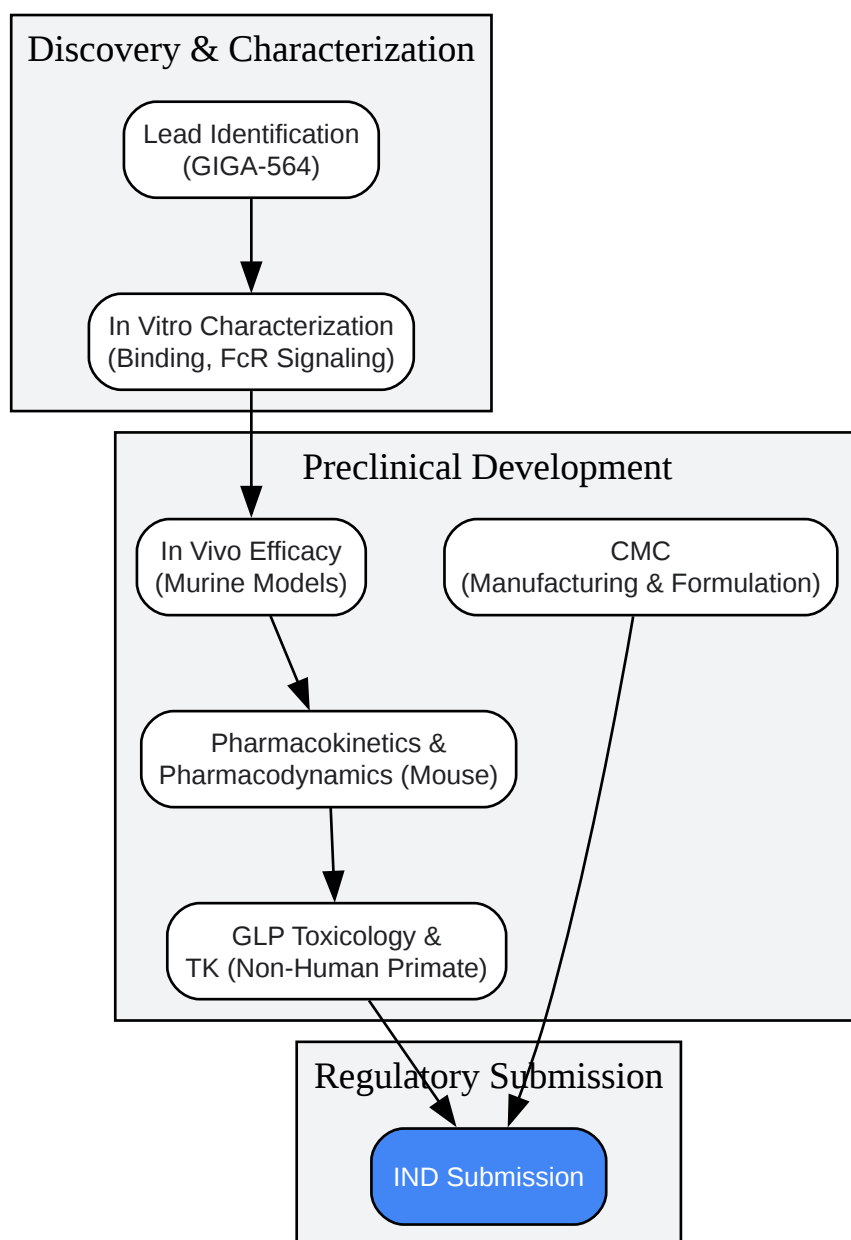 Discovery & Characterization
Lead Identification
(GIGA-564)
In Vitro Characterization
(Binding, FcR Signaling)
Preclinical Development
In Vivo Efficacy
(Murine Models)
CMC
(Manufacturing & Formulation)
Pharmacokinetics &
Pharmacodynamics (Mouse)
GLP Toxicology &
TK (Non-Human Primate)
Regulatory Submission
IND Submission